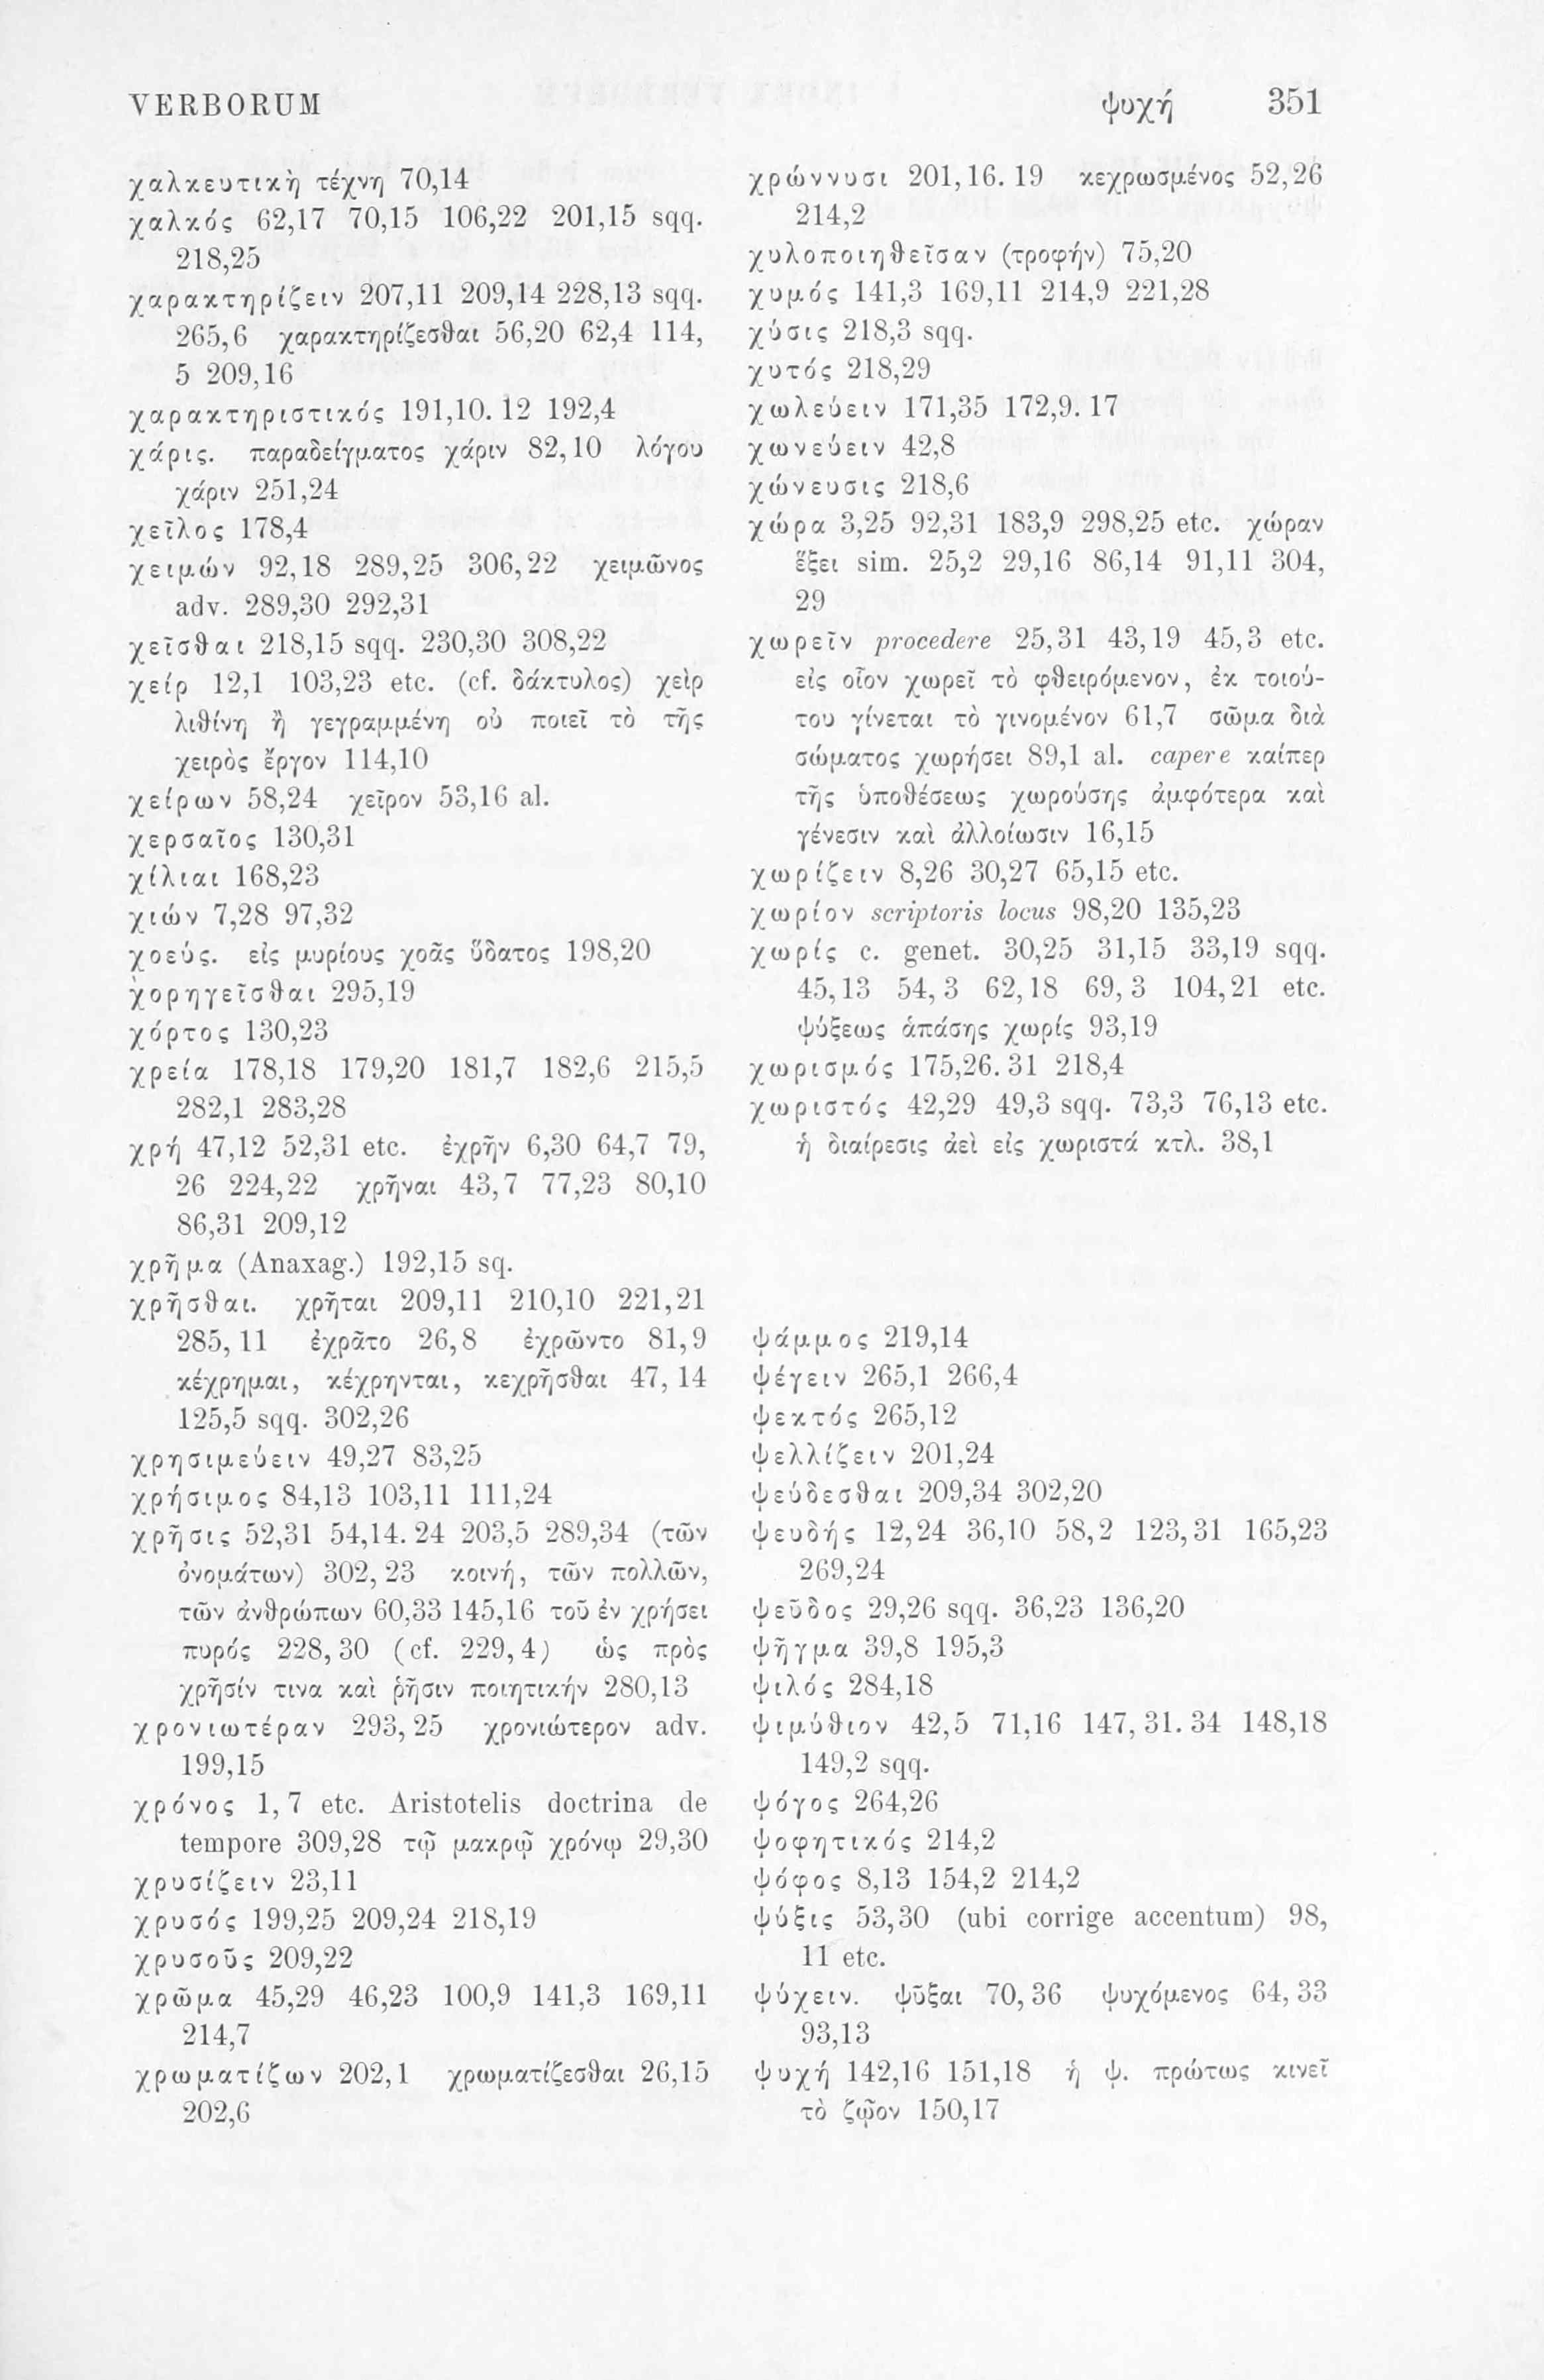 VERBORUM ψυχή 351
χαλκευτικὴ τέχνη 70,14
χαλκός 62,17 70,15 106,22 201,15 sqq.
218,25
χαρακτηρίζειν 207,11 209,14 228,13 sqq.
265,6 χαρακτηρίζεσθαι 56,20 62,4 114,
5 209,16
χαρακτηριστικός 191,10. 12 192,4
χάρις. παραδείγματος χάριν 82,10 λόγου
χάριν 251,24
χεῖλος 178,4
χειμών 92,18 289,25 306,22 χειμῶνος
adv. 289,30 292,31
χεῖσθαι 218,15 sqq. 230,30 308,22
χείρ 12,1 103,23 etc. (cf. δάκτυλος) χεὶρ
λιθίνη ἢ γεγραμμένη οὐ ποιεῖ τὸ τῆς
χειρὸς ἔργον 114,10
χείρων 58,24 χεῖρον 53,16 al.
χερσαῖος 130,31
χίλιαι 168,23
χιών 7,28 97,32
χοεύς. εἰς μυρίους χοᾶς ὕδατος 198,20
χορηγεῖσθαι 295,19
χόρτος 130,23
χρεία 178,18 179,20 181,7 182,6 215,5
282,1 283,28
χρή 47,12 52,31 etc. ἐχρῆν 6,30 64,7 79,
26 224,22 χρῆναι 43,7 77,23 80,10
86,31 209,12
χρῆμα (Anaxag.) 192,15 sq.
χρῆσθαι. χρῆται 209,11 210,10 221,21
285,11 ἐχρᾶτο 26,8 ἐχρῶντο 81,9
κέχρημαι, κέχρηνται, κεχρῆσθαι 47,14
125,5 sqq. 302,26
χρησιμεύειν 49,27 83,25
χρήσιμος 84,13 103,11 111,24
χρῆσις 52,31 54,14. 24 203,5 289,34 (τῶν
ὀνομάτων) 302,23 κοινή, τῶν πολλῶν,
τῶν ἀνθρώπων 60,33 145,16 τοῦ ἐν χρήσει
πυρός 228,30 (cf. 229,4) ὡς πρὸς
χρῆσίν τινα καὶ ῥῆσιν ποιητικήν 280,13
χρονιωτέραν 293,25 χρονιώτερον adv.
199,15
χρόνος 1,7 etc. Aristotelis doctrina de
tempore 309,28 τῷ μακρῷ χρόνῳ 29,30
χρυσίζειν 23,11
χρυσός 199,25 209,24 218,19
χρυσοῦς 209,22
χρῶμα 45,29 46,23 100,9 141,3 169,11
214,7
χρωματίζων 202,1 χρωματίζεσθαι 26,15
202,6
χρώννυσι 201,16. 19 κεχρωσμένος 52,26
214,2
χυλοποιηθεῖσαν (τροφήν) 75,20
χυμός 141,3 169,11 214,9 221,28
χύσις 218,3 sqq.
χυτός 218,29
χωλεύειν 171,35 172,9. 17
χωνεύειν 42,8
χώνευσις 218,6
χώρα 3,25 92,31 183,9 298,25 etc. χώραν
ἕξει sim. 25,2 29,16 86,14 91,11 304,
29
χωρεῖν procedere 25,31 43,19 45,3 etc.
εἰς οἷον χωρεῖ τὸ φθειρόμενον, ἐκ τοιού-
του γίνεται τὸ γινομένον 61,7 σῶμα διὰ
σώματος χωρήσει 89,1 al. capere καίπερ
τῆς ὑποθέσεως χωρούσης ἀμφότερα καὶ
γένεσιν καὶ ἀλλοίωσιν 16,15
χωρίζειν 8,26 30,27 65,15 etc.
χωρίον scriptoris locus 98,20 135,23
χωρίς c. genet. 30,25 31,15 33,19 sqq.
45,13 54,3 62,18 69,3 104,21 etc.
ψύξεως ἁπάσης χωρίς 93,19
χωρισμός 175,26. 31 218,4
χωριστός 42,29 49,3 sqq. 73,3 76,13 etc.
ἡ διαίρεσις ἀεὶ εἰς χωριστά κτλ. 38,1
ψάμμος 219,14
ψέγειν 265,1 266,4
ψεκτός 265,12
ψελλίζειν 201,24
ψεύδεσθαι 209,34 302,20
ψευδής 12,24 36,10 58,2 123,31 165,23
269,24
ψεῦδος 29,26 sqq. 36,23 136,20
ψῆγμα 39,8 195,3
ψιλός 284,18
ψιμύθιον 42,5 71,16 147,31. 34 148,18
149,2 sqq.
ψόγος 264,26
ψοφητικός 214,2
ψόφος 8,13 154,2 214,2
ψύξις 53,30 (ubi corrige accentum) 98,
11 etc.
ψύχειν. ψῦξαι 70,36 ψυχόμενος 64,33
93,13
ψυχή 142,16 151,18 ἡ ψ. πρώτως κινεῖ
τὸ ζῷον 150,17